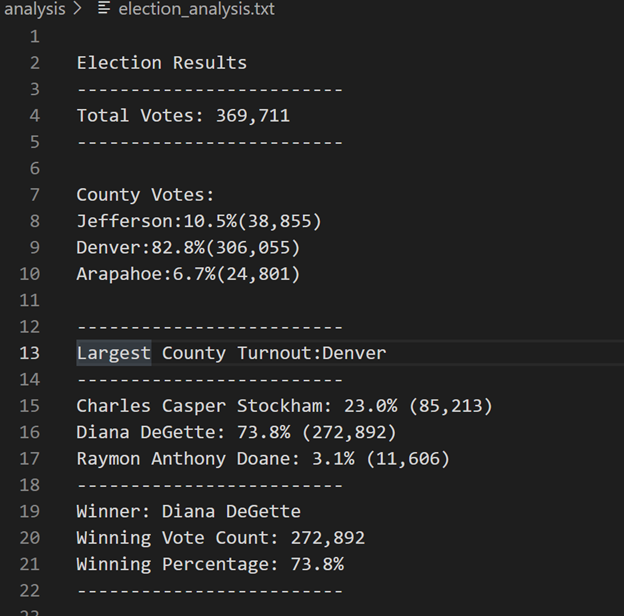 analysis > election_analysis.txt
1
2 Election Results
3 -------------------------
4 Total Votes: 369,711
5 -------------------------
6
7 County Votes:
8 Jefferson:10.5%(38,855)
9 Denver:82.8%(306,055)
10 Arapahoe:6.7%(24,801)
11
12 -------------------------
13 Largest County Turnout:Denver
14 -------------------------
15 Charles Casper Stockham: 23.0% (85,213)
16 Diana DeGette: 73.8% (272,892)
17 Raymon Anthony Doane: 3.1% (11,606)
18 -------------------------
19 Winner: Diana DeGette
20 Winning Vote Count: 272,892
21 Winning Percentage: 73.8%
22 -------------------------
23